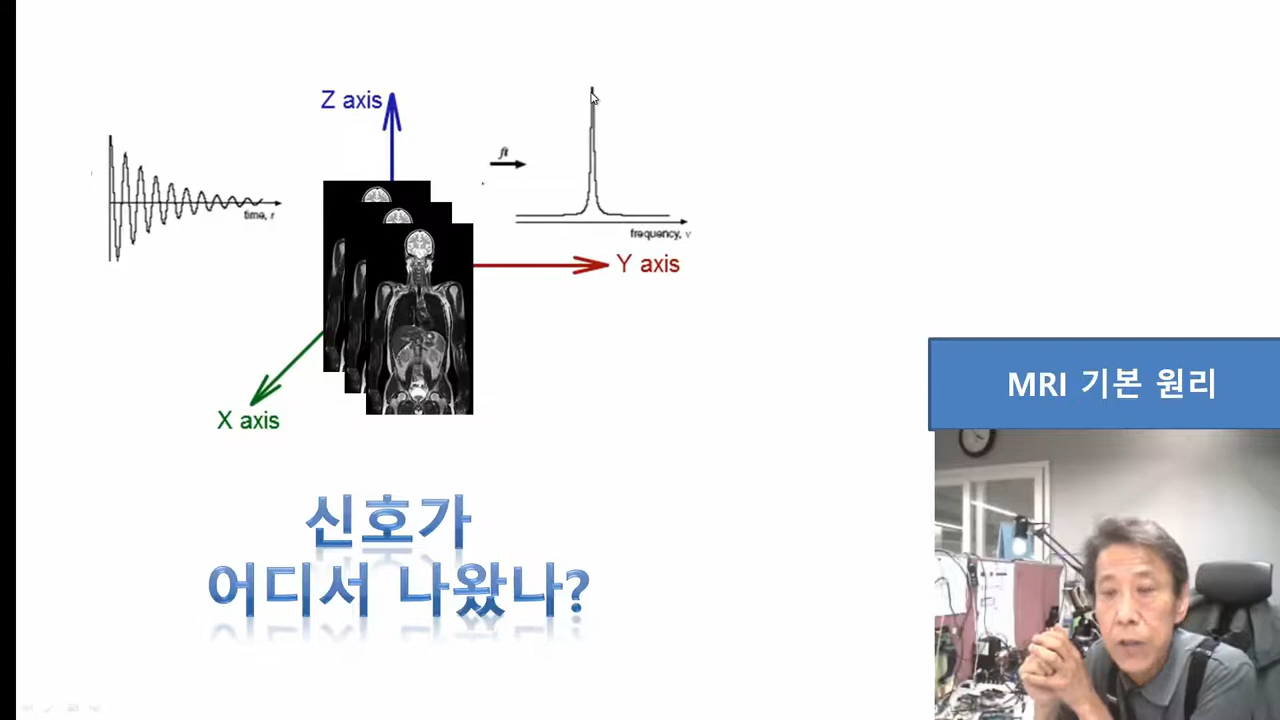 Z axis
ft
time, t
frequency, ν
Y axis
X axis
MRI 기본 원리
신호가
어디서 나왔나?